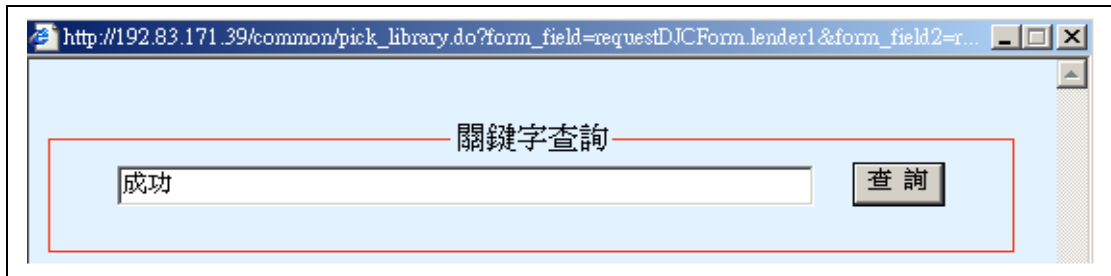 http://192.83.171.39/common/pick_library.do?form_field=requestDJCForm.lender1&form_field2=r...
關鍵字查詢
成功
查 詢